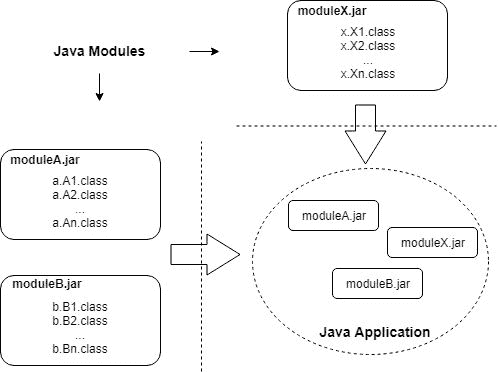 moduleX.jar
x.X1.class
x.X2.class
...
x.Xn.class
Java Modules
moduleA.jar
a.A1.class
a.A2.class
...
a.An.class
moduleB.jar
b.B1.class
b.B2.class
...
b.Bn.class
moduleA.jar
moduleX.jar
moduleB.jar
Java Application